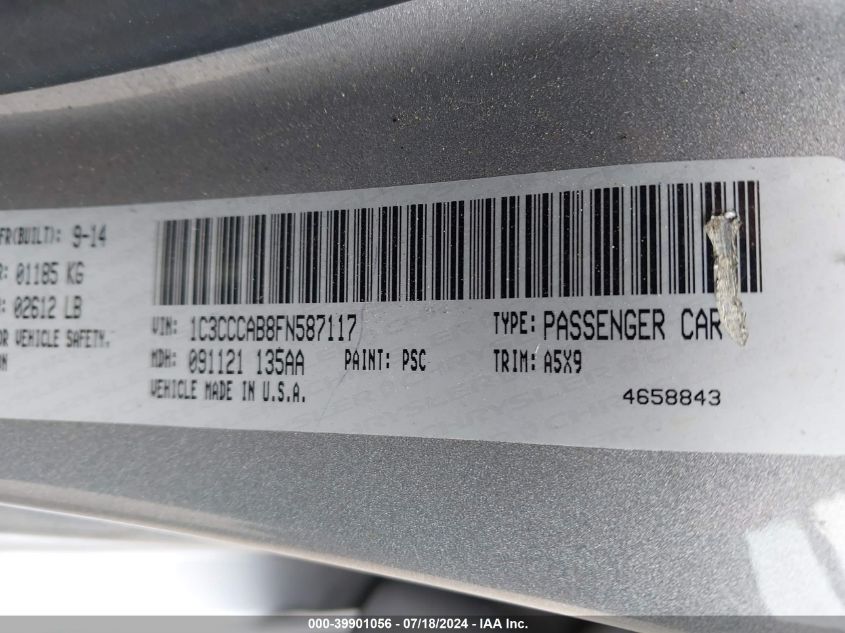 FR(BUILT): 9-14
R: 01185 KG
: 02612 LB
OR VEHICLE SAFETY.
ON
VIN: 1C3CCCAB8FN587117 TYPE: PASSENGER CAR
MDH: 091121 135AA PAINT: PSC TRIM: A5X9
VEHICLE MADE IN U.S.A. 4658843
000-39901056 - 07/18/2024 - IAA Inc.